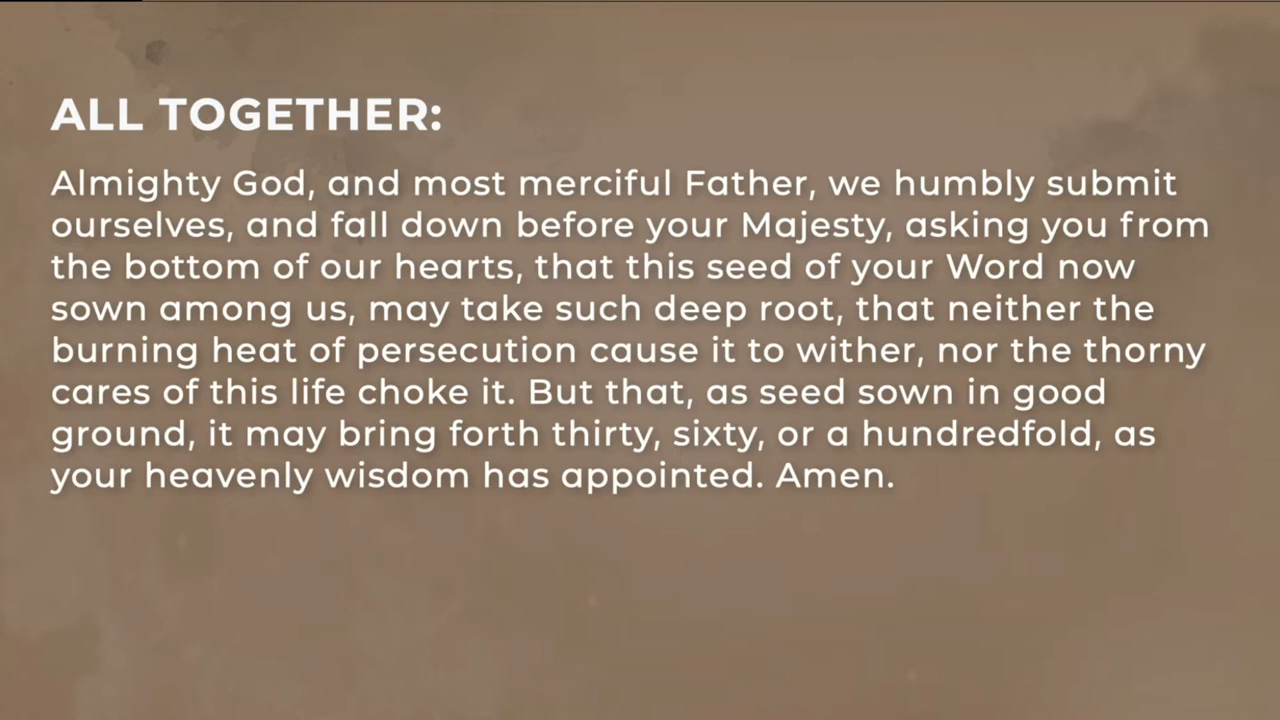 ALL TOGETHER:
Almighty God, and most merciful Father, we humbly submit
ourselves, and fall down before your Majesty, asking you from
the bottom of our hearts, that this seed of your Word now
sown among us, may take such deep root, that neither the
burning heat of persecution cause it to wither, nor the thorny
cares of this life choke it. But that, as seed sown in good
ground, it may bring forth thirty, sixty, or a hundredfold, as
your heavenly wisdom has appointed. Amen.